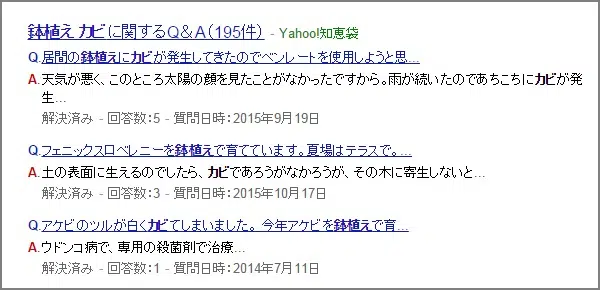 鉢植え カビに関するQ&A(195件) - Yahoo!知恵袋
Q.居間の鉢植えにカビが発生してきたのでベンレートを使用しようと思...
A.天気が悪く、このところ太陽の顔を見たことがなかったですから。雨が続いたのであちこちにカビが発
生...
解決済み - 回答数:5 - 質問日時:2015年9月19日
Q.フェニックスロベレニーを鉢植えで育てています。夏場はテラスで。...
A.土の表面に生えるのでしたら、カビであろうがなかろうが、その木に寄生しないと...
解決済み - 回答数:3 - 質問日時:2015年10月17日
Q.アケビのツルが白くカビてしまいました。 今年アケビを鉢植えで育...
A.ウドンコ病で、専用の殺菌剤で治療...
解決済み - 回答数:1 - 質問日時:2014年7月11日